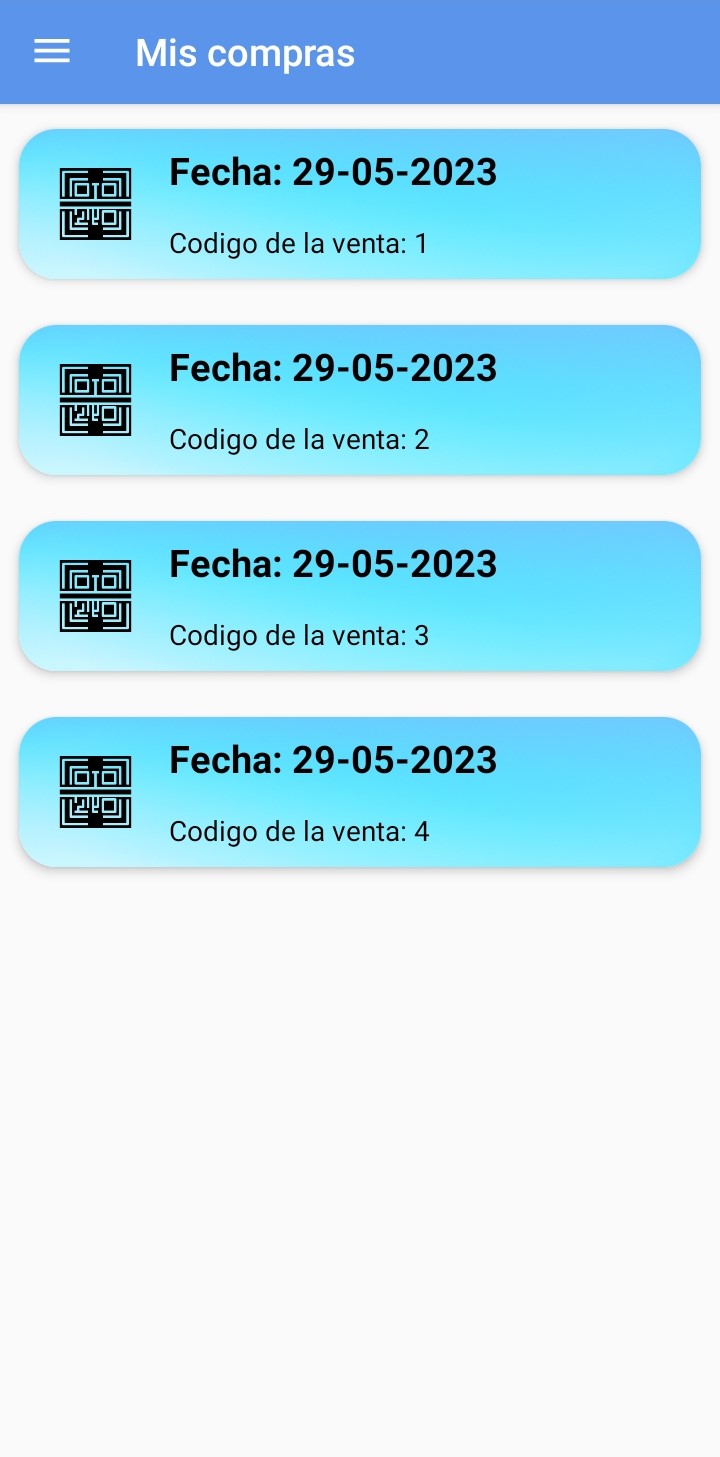 Mis compras
Fecha: 29-05-2023
Codigo de la venta: 1
Fecha: 29-05-2023
Codigo de la venta: 2
Fecha: 29-05-2023
Codigo de la venta: 3
Fecha: 29-05-2023
Codigo de la venta: 4